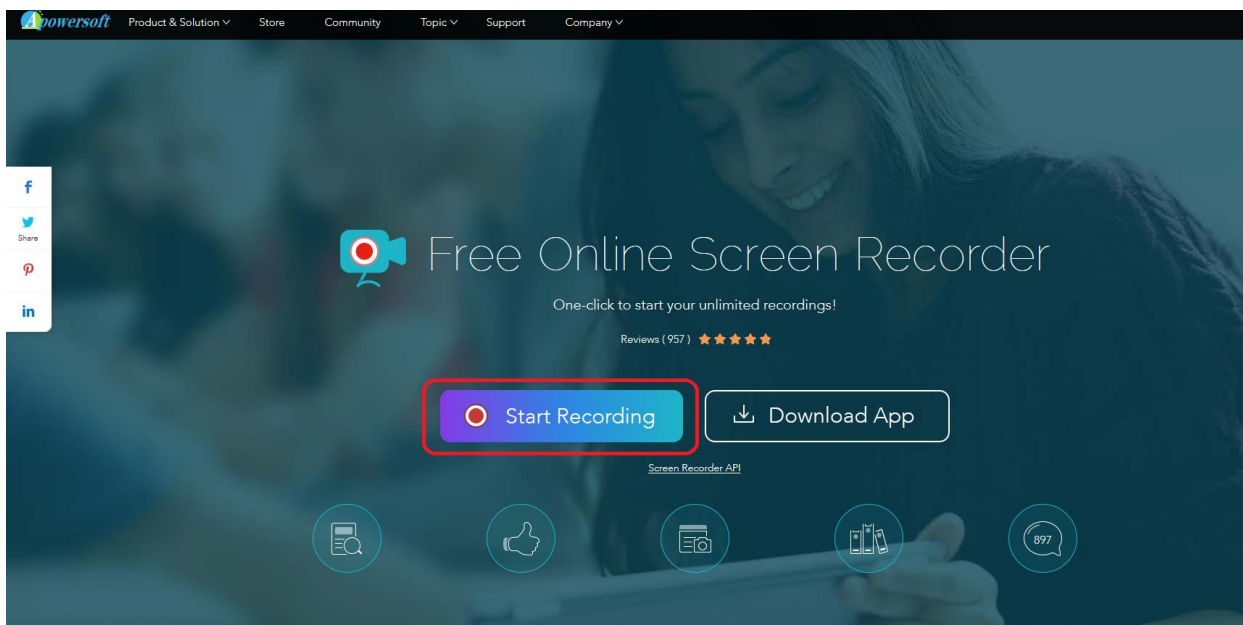 Apowersoft Product & Solution Store Community Topic Support Company
Share
Free Online Screen Recorder
One-click to start your unlimited recordings!
Reviews ( 957 )
Start Recording Download App
Screen Recorder API
897